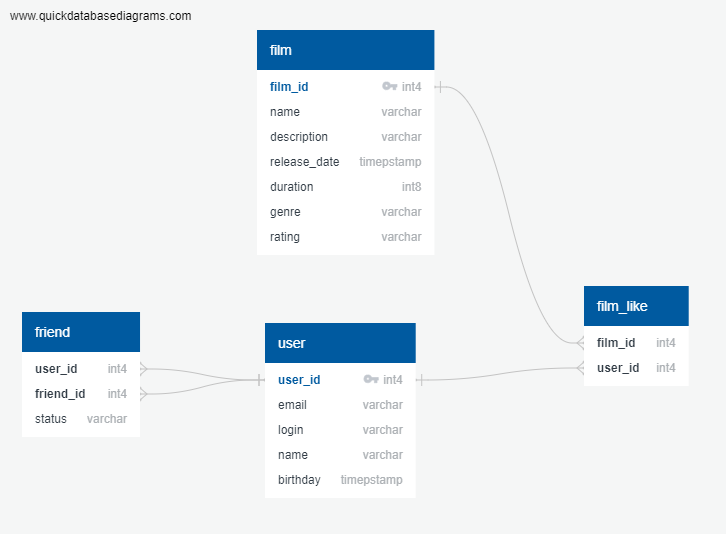 www.quickdatabasediagrams.com
film
film_id int4
name varchar
description varchar
release_date timepstamp
duration int8
genre varchar
rating varchar
friend
user_id int4
friend_id int4
status varchar
user
user_id int4
email varchar
login varchar
name varchar
birthday timepstamp
film_like
film_id int4
user_id int4